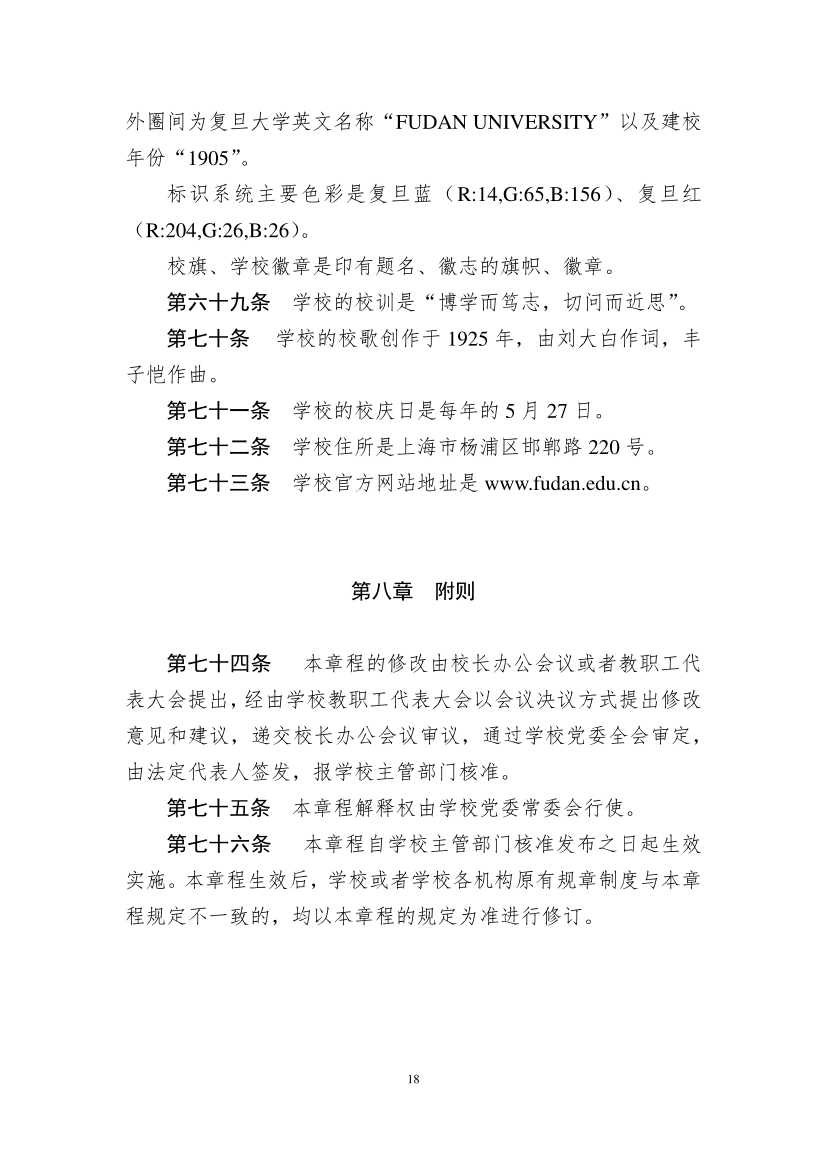 外圈间为复旦大学英文名称“FUDAN UNIVERSITY”以及建校
年份“1905”。
标识系统主要色彩是复旦蓝（R:14,G:65,B:156）、复旦红
（R:204,G:26,B:26）。
校旗、学校徽章是印有题名、徽志的旗帜、徽章。
第六十九条 学校的校训是“博学而笃志，切问而近思”。
第七十条 学校的校歌创作于 1925 年，由刘大白作词，丰
子恺作曲。
第七十一条 学校的校庆日是每年的 5 月 27 日。
第七十二条 学校住所是上海市杨浦区邯郸路 220 号。
第七十三条 学校官方网站地址是 www.fudan.edu.cn。
第八章 附则
第七十四条 本章程的修改由校长办公会议或者教职工代
表大会提出，经由学校教职工代表大会以会议决议方式提出修改
意见和建议，递交校长办公会议审议，通过学校党委全会审定，
由法定代表人签发，报学校主管部门核准。
第七十五条 本章程解释权由学校党委常委会行使。
第七十六条 本章程自学校主管部门核准发布之日起生效
实施。本章程生效后，学校或者学校各机构原有规章制度与本章
程规定不一致的，均以本章程的规定为准进行修订。
18